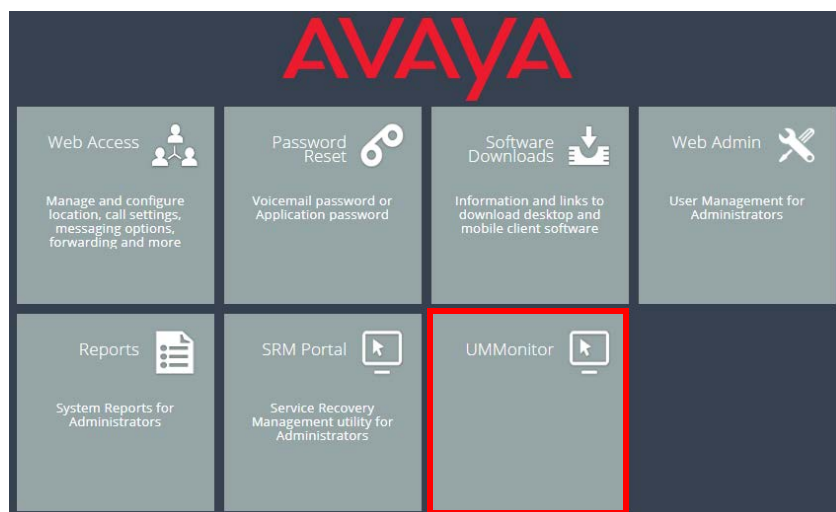 AVAYA
Web Access
Manage and configure
location, call settings,
messaging options,
forwarding and more
Password
Reset
Voicemail password or
Application password
Software
Downloads
Information and links to
download desktop and
mobile client software
Web Admin
User Management for
Administrators
Reports
System Reports for
Administrators
SRM Portal
Service Recovery
Management utility for
Administrators
UMMonitor